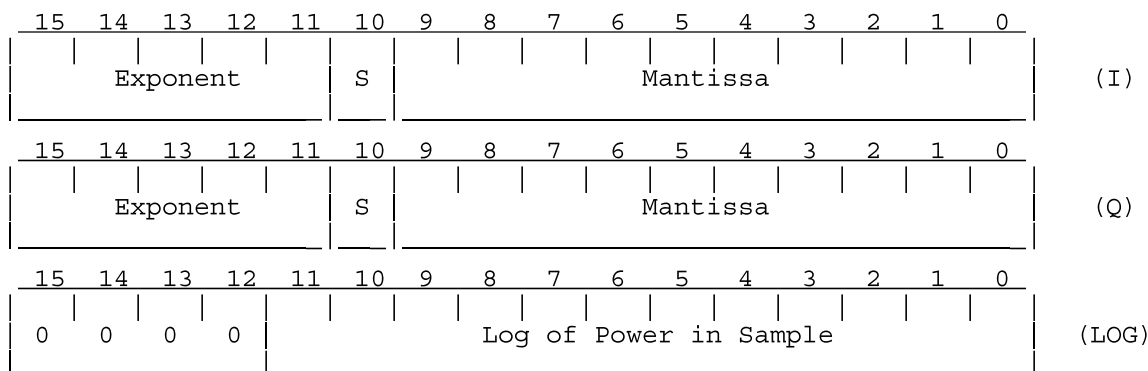 15 14 13 12 11 10 9 8 7 6 5 4 3 2 1 0
Exponent S Mantissa (I)
15 14 13 12 11 10 9 8 7 6 5 4 3 2 1 0
Exponent S Mantissa (Q)
15 14 13 12 11 10 9 8 7 6 5 4 3 2 1 0
0 0 0 0 Log of Power in Sample (LOG)